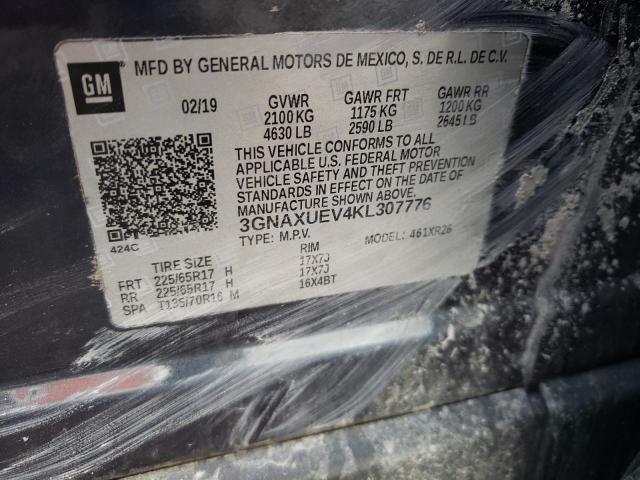 GM
MFD BY GENERAL MOTORS DE MEXICO, S. DE R.L. DE C.V.
02/19 GVWR GAWR FRT GAWR RR
2100 KG 1175 KG 1200 KG
4630 LB 2590 LB 2645 LB
THIS VEHICLE CONFORMS TO ALL
APPLICABLE U.S. FEDERAL MOTOR
VEHICLE SAFETY AND THEFT PREVENTION
STANDARDS IN EFFECT ON THE DATE OF
MANUFACTURE SHOWN ABOVE.
3GNAXUEV4KL307776
424C TYPE: M.P.V. MODEL: 461XR26
TIRE SIZE RIM
FRT 225/65R17 H 17X7J
RR 225/65R17 H 17X7J
SPA T135/70R16 M 16X4BT